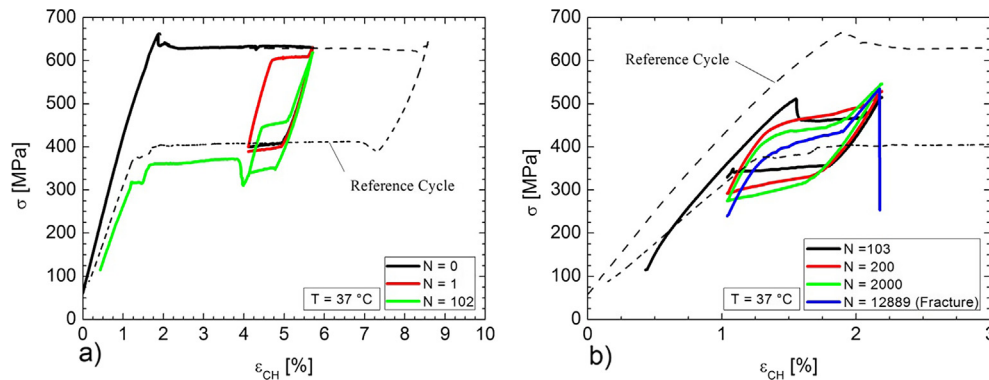 700
600
500
400
300
200
100
0
σ [MPa]
0 1 2 3 4 5 6 7 8 9 10
ε_CH [%]
a)
Reference Cycle
T = 37 °C
N = 0
N = 1
N = 102
700
600
500
400
300
200
100
0
σ [MPa]
0 1 2 3
ε_CH [%]
b)
Reference Cycle
T = 37 °C
N =103
N = 200
N = 2000
N = 12889 (Fracture)